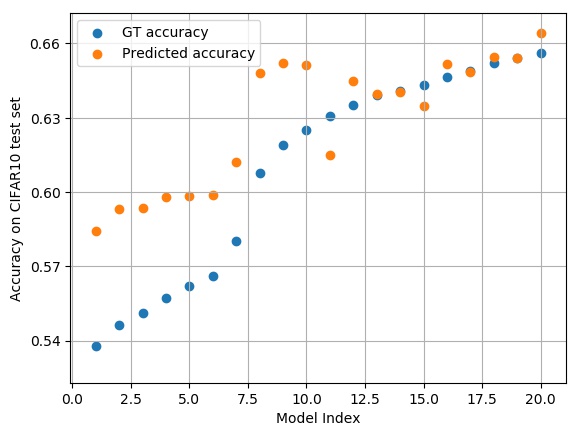 GT accuracy
Predicted accuracy
Accuracy on CIFAR10 test set
0.66
0.63
0.60
0.57
0.54
0.0 2.5 5.0 7.5 10.0 12.5 15.0 17.5 20.0
Model Index